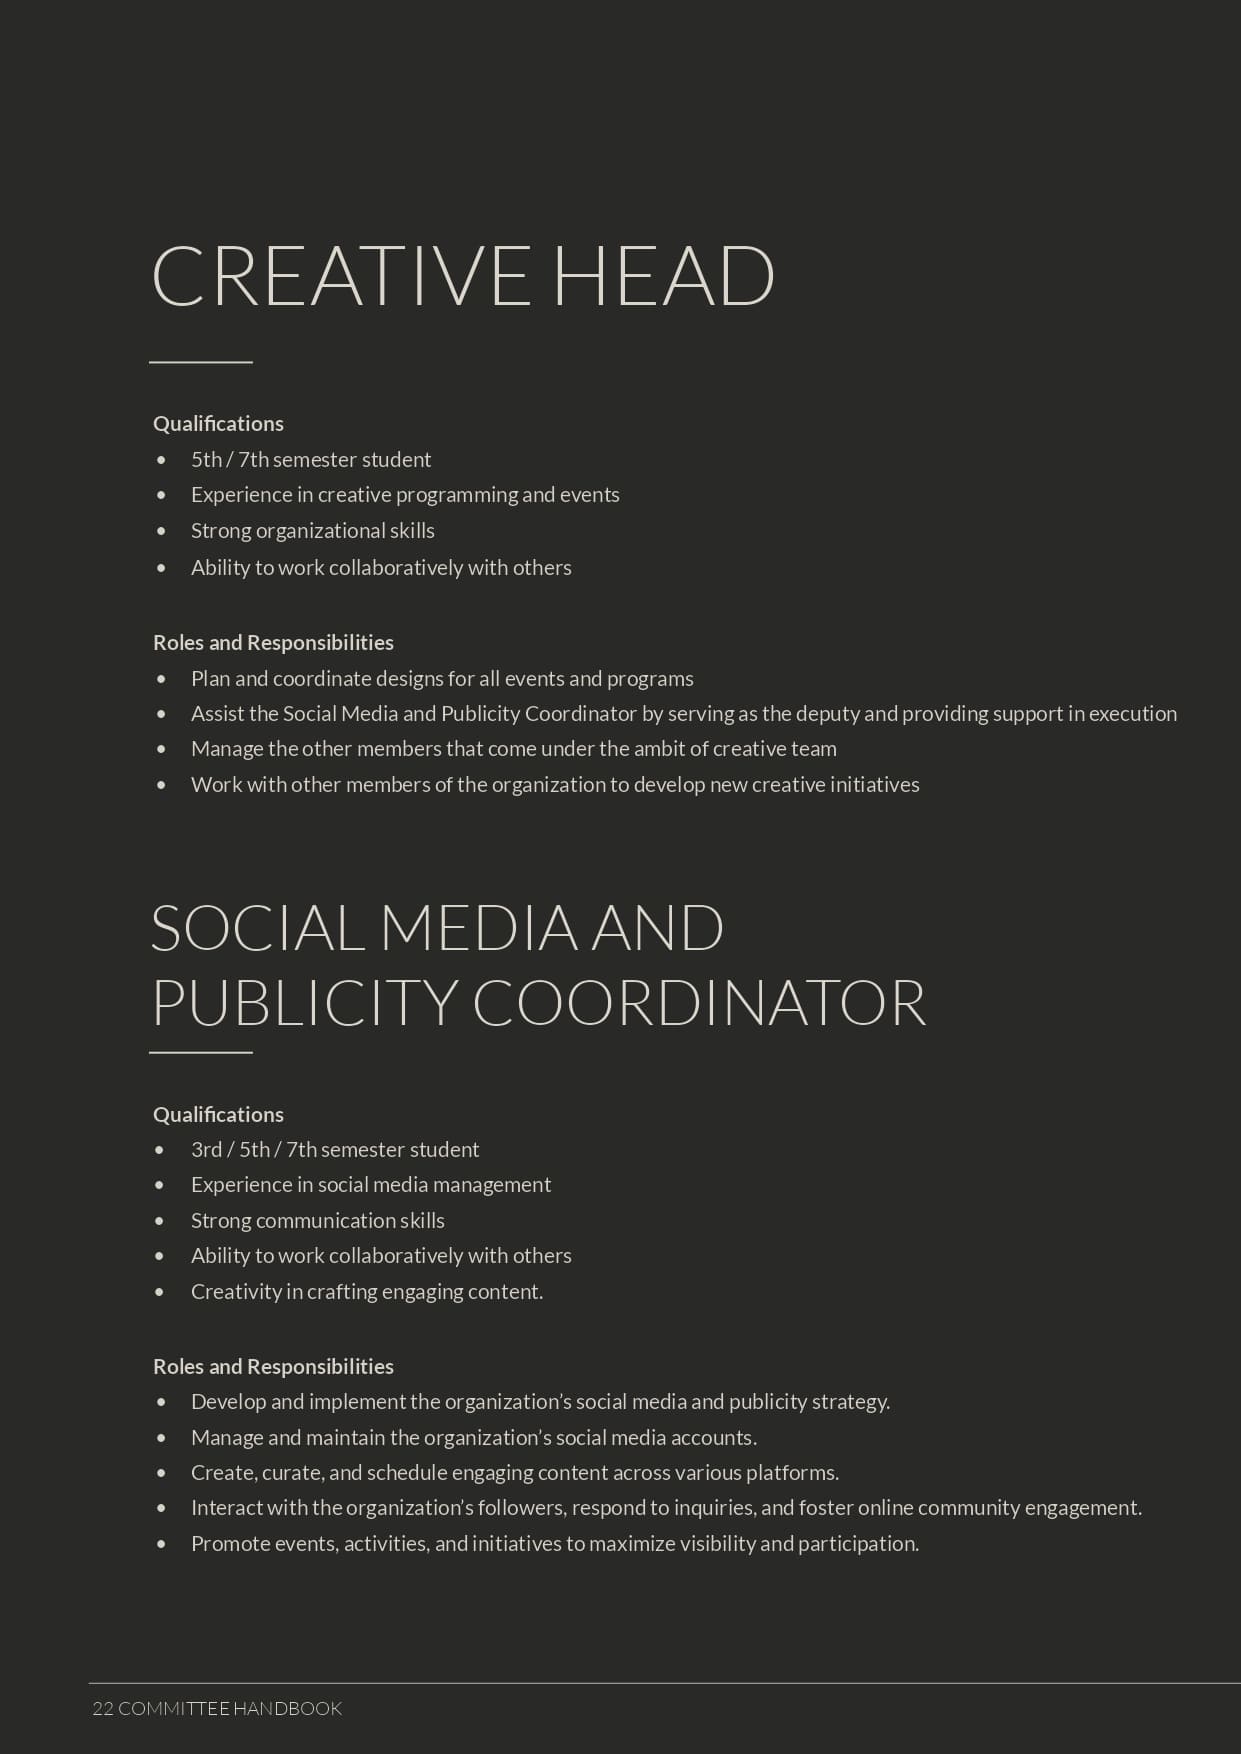 CREATIVE HEAD
Qualifications
• 5th / 7th semester student
• Experience in creative programming and events
• Strong organizational skills
• Ability to work collaboratively with others
Roles and Responsibilities
• Plan and coordinate designs for all events and programs
• Assist the Social Media and Publicity Coordinator by serving as the deputy and providing support in execution
• Manage the other members that come under the ambit of creative team
• Work with other members of the organization to develop new creative initiatives
SOCIAL MEDIA AND
PUBLICITY COORDINATOR
Qualifications
• 3rd / 5th / 7th semester student
• Experience in social media management
• Strong communication skills
• Ability to work collaboratively with others
• Creativity in crafting engaging content.
Roles and Responsibilities
• Develop and implement the organization’s social media and publicity strategy.
• Manage and maintain the organization’s social media accounts.
• Create, curate, and schedule engaging content across various platforms.
• Interact with the organization’s followers, respond to inquiries, and foster online community engagement.
• Promote events, activities, and initiatives to maximize visibility and participation.
22 COMMITTEE HANDBOOK